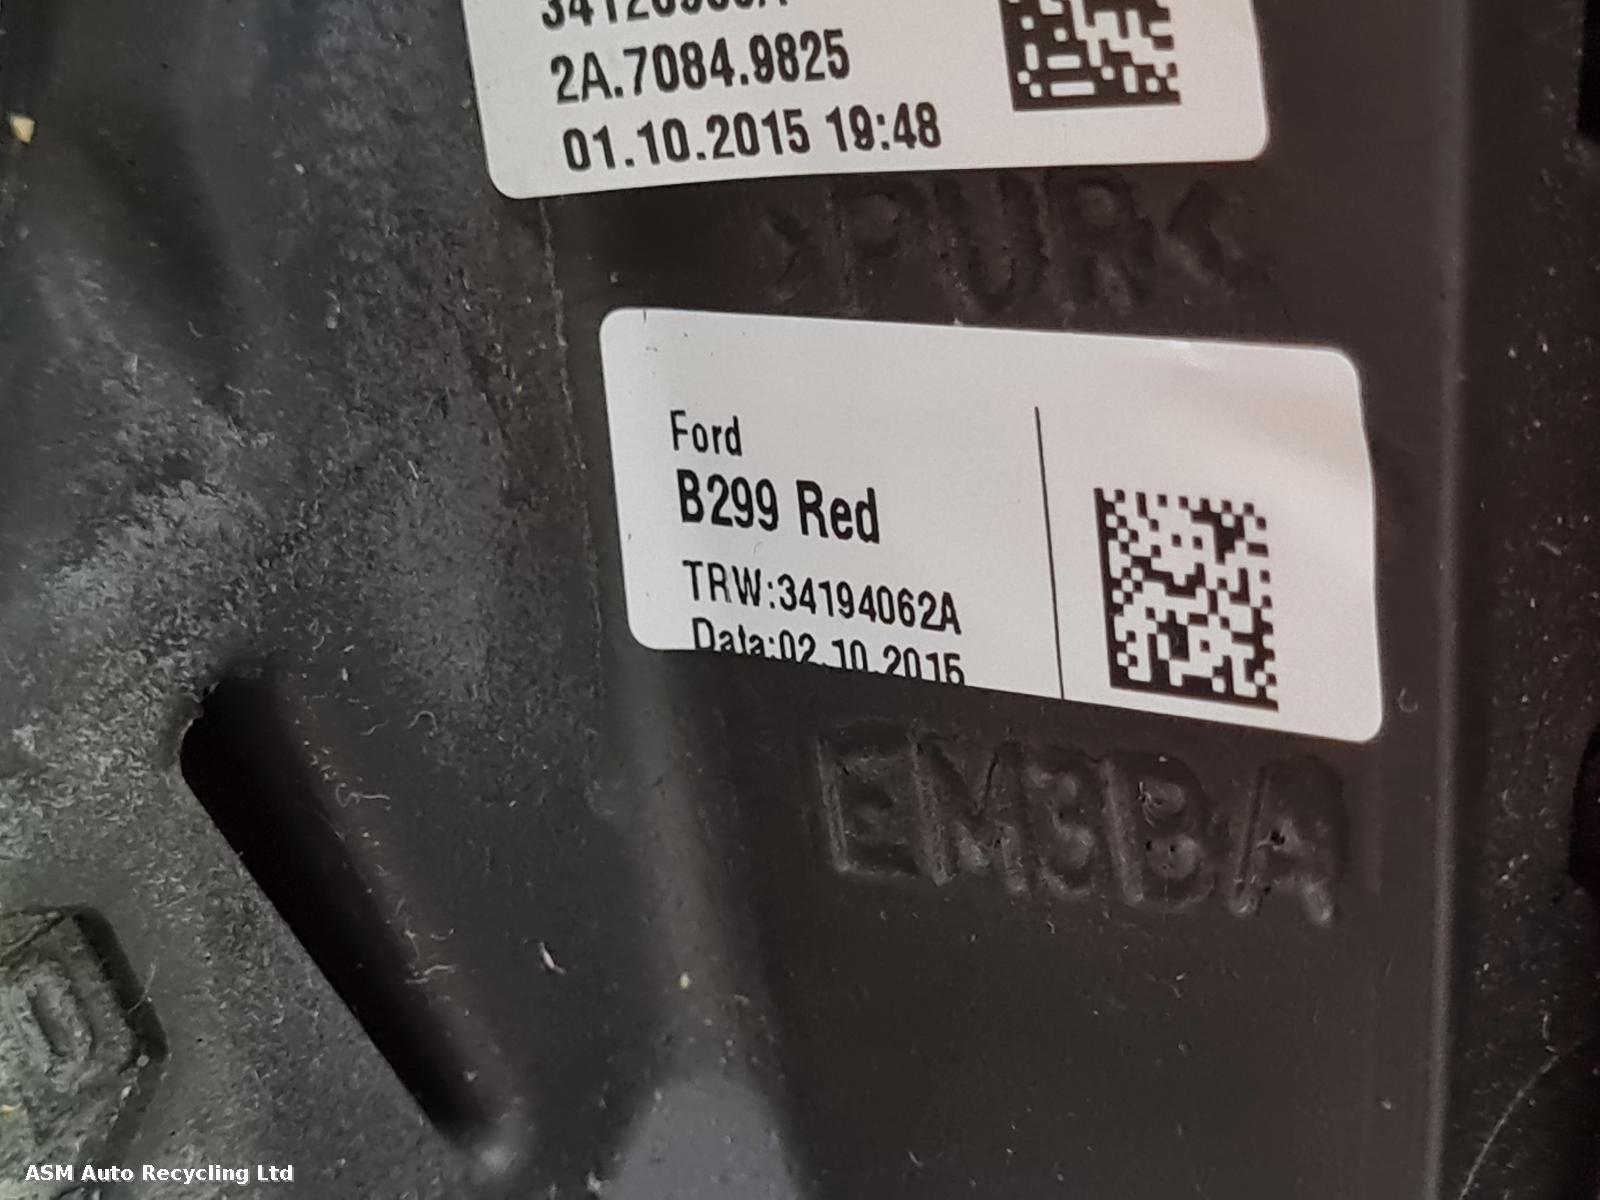 2A.7084.9825
01.10.2015 19:48
>PUR<
Ford
B299 Red
TRW:34194062A
Data:02.10.2015
EM3BA
ASM Auto Recycling Ltd